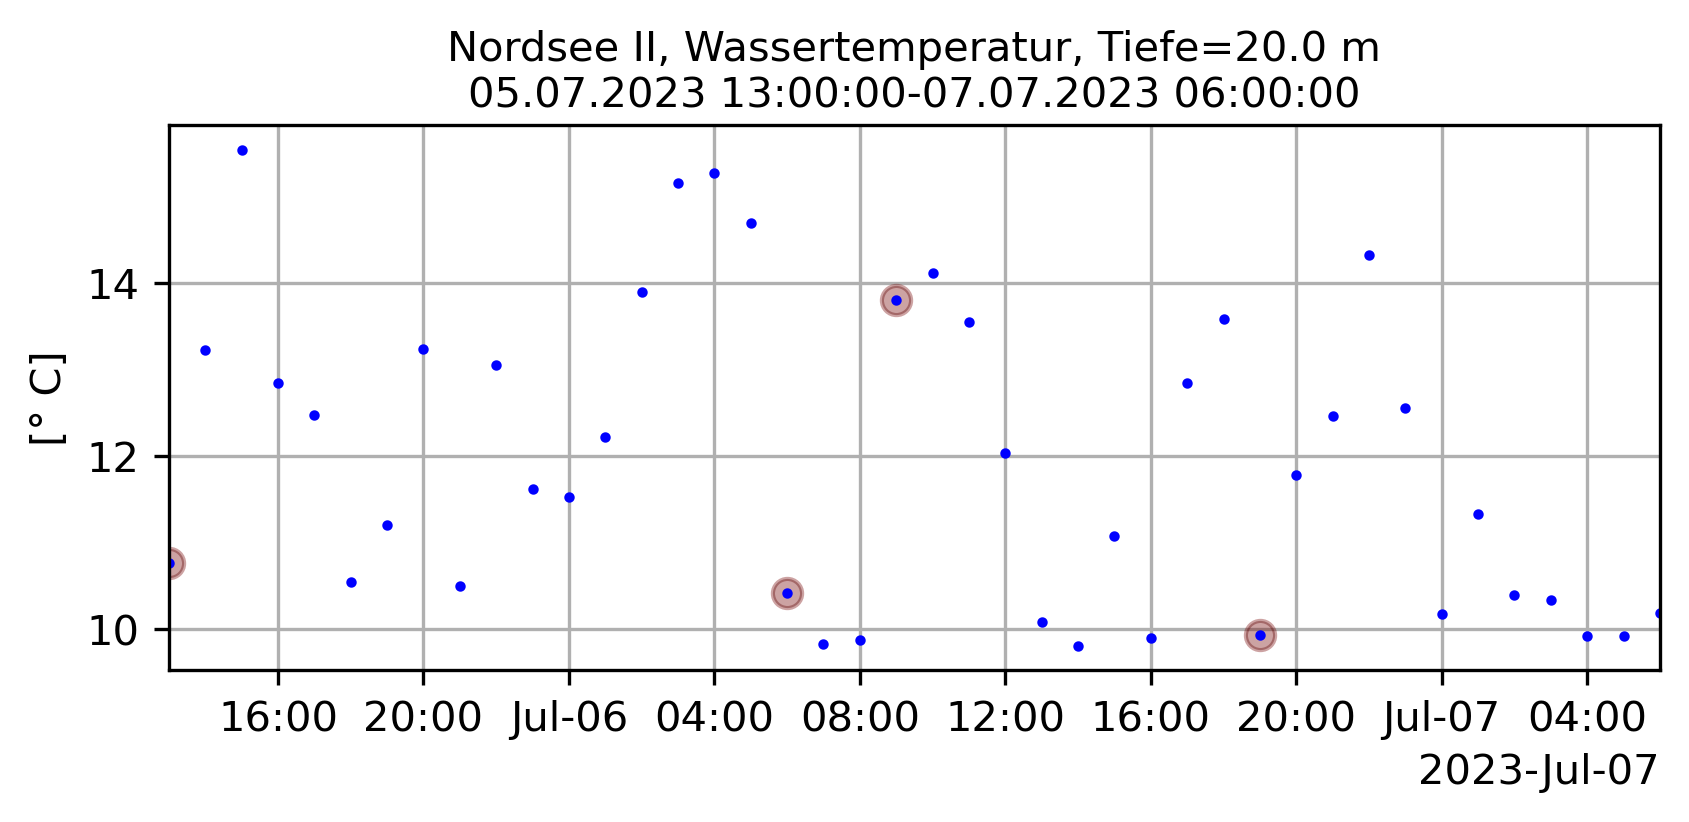 Nordsee II, Wassertemperatur, Tiefe=20.0 m
05.07.2023 13:00:00-07.07.2023 06:00:00
[° C]
14
12
10
16:00 20:00 Jul-06 04:00 08:00 12:00 16:00 20:00 Jul-07 04:00
2023-Jul-07